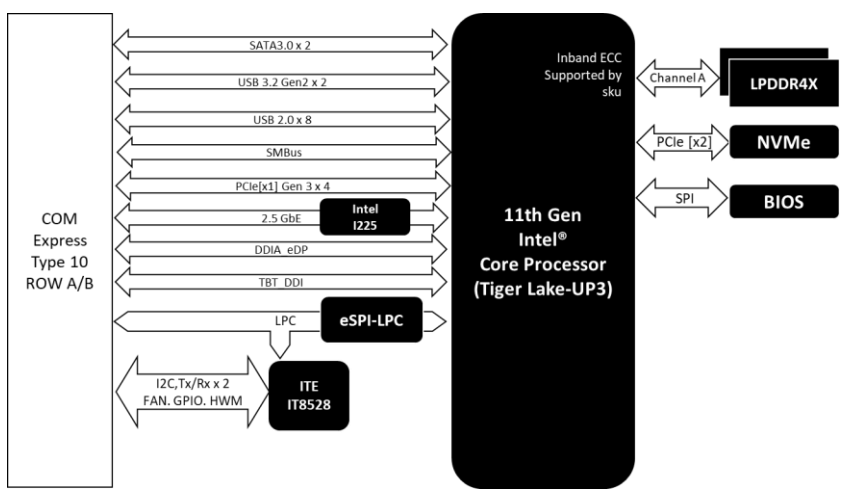 SATA3.0 x 2
USB 3.2 Gen2 x 2
USB 2.0 x 8
SMBus
PCIe[x1] Gen 3 x 4
2.5 GbE
Intel
I225
DDIA eDP
TBT DDI
LPC
eSPI-LPC
I2C,Tx/Rx x 2
FAN. GPIO. HWM
ITE
IT8528
COM
Express
Type 10
ROW A/B
Inband ECC
Supported by
sku
11th Gen
Intel®
Core Processor
(Tiger Lake-UP3)
Channel A
LPDDR4X
PCIe [x2]
NVMe
SPI
BIOS